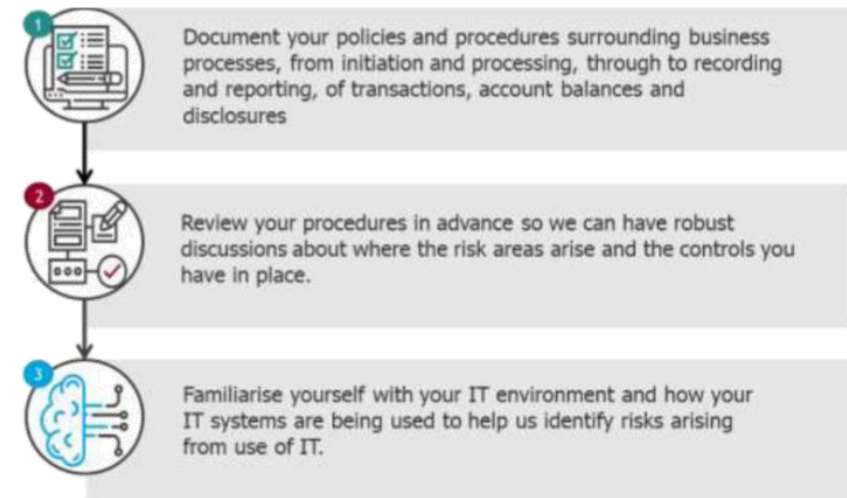 1
Document your policies and procedures surrounding business
processes, from initiation and processing, through to recording
and reporting, of transactions, account balances and
disclosures
2
Review your procedures in advance so we can have robust
discussions about where the risk areas arise and the controls you
have in place.
3
Familiarise yourself with your IT environment and how your
IT systems are being used to help us identify risks arising
from use of IT.